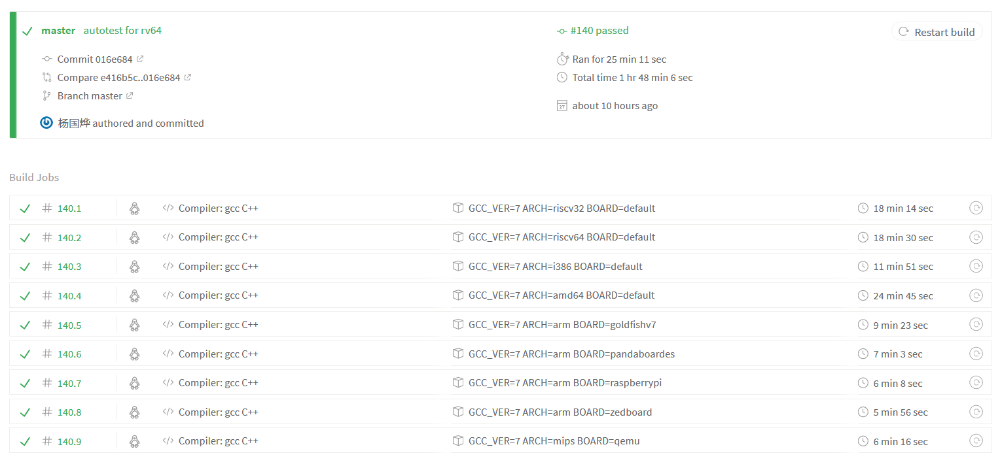 master autotest for rv64
#140 passed
Restart build
Commit 016e684
Compare e416b5c..016e684
Branch master
杨国烨 authored and committed
Ran for 25 min 11 sec
Total time 1 hr 48 min 6 sec
27
about 10 hours ago
Build Jobs
# 140.1 </> Compiler: gcc C++ GCC_VER=7 ARCH=riscv32 BOARD=default 18 min 14 sec
# 140.2 </> Compiler: gcc C++ GCC_VER=7 ARCH=riscv64 BOARD=default 18 min 30 sec
# 140.3 </> Compiler: gcc C++ GCC_VER=7 ARCH=i386 BOARD=default 11 min 51 sec
# 140.4 </> Compiler: gcc C++ GCC_VER=7 ARCH=amd64 BOARD=default 24 min 45 sec
# 140.5 </> Compiler: gcc C++ GCC_VER=7 ARCH=arm BOARD=goldfishv7 9 min 23 sec
# 140.6 </> Compiler: gcc C++ GCC_VER=7 ARCH=arm BOARD=pandaboardes 7 min 3 sec
# 140.7 </> Compiler: gcc C++ GCC_VER=7 ARCH=arm BOARD=raspberrypi 6 min 8 sec
# 140.8 </> Compiler: gcc C++ GCC_VER=7 ARCH=arm BOARD=zedboard 5 min 56 sec
# 140.9 </> Compiler: gcc C++ GCC_VER=7 ARCH=mips BOARD=qemu 6 min 16 sec